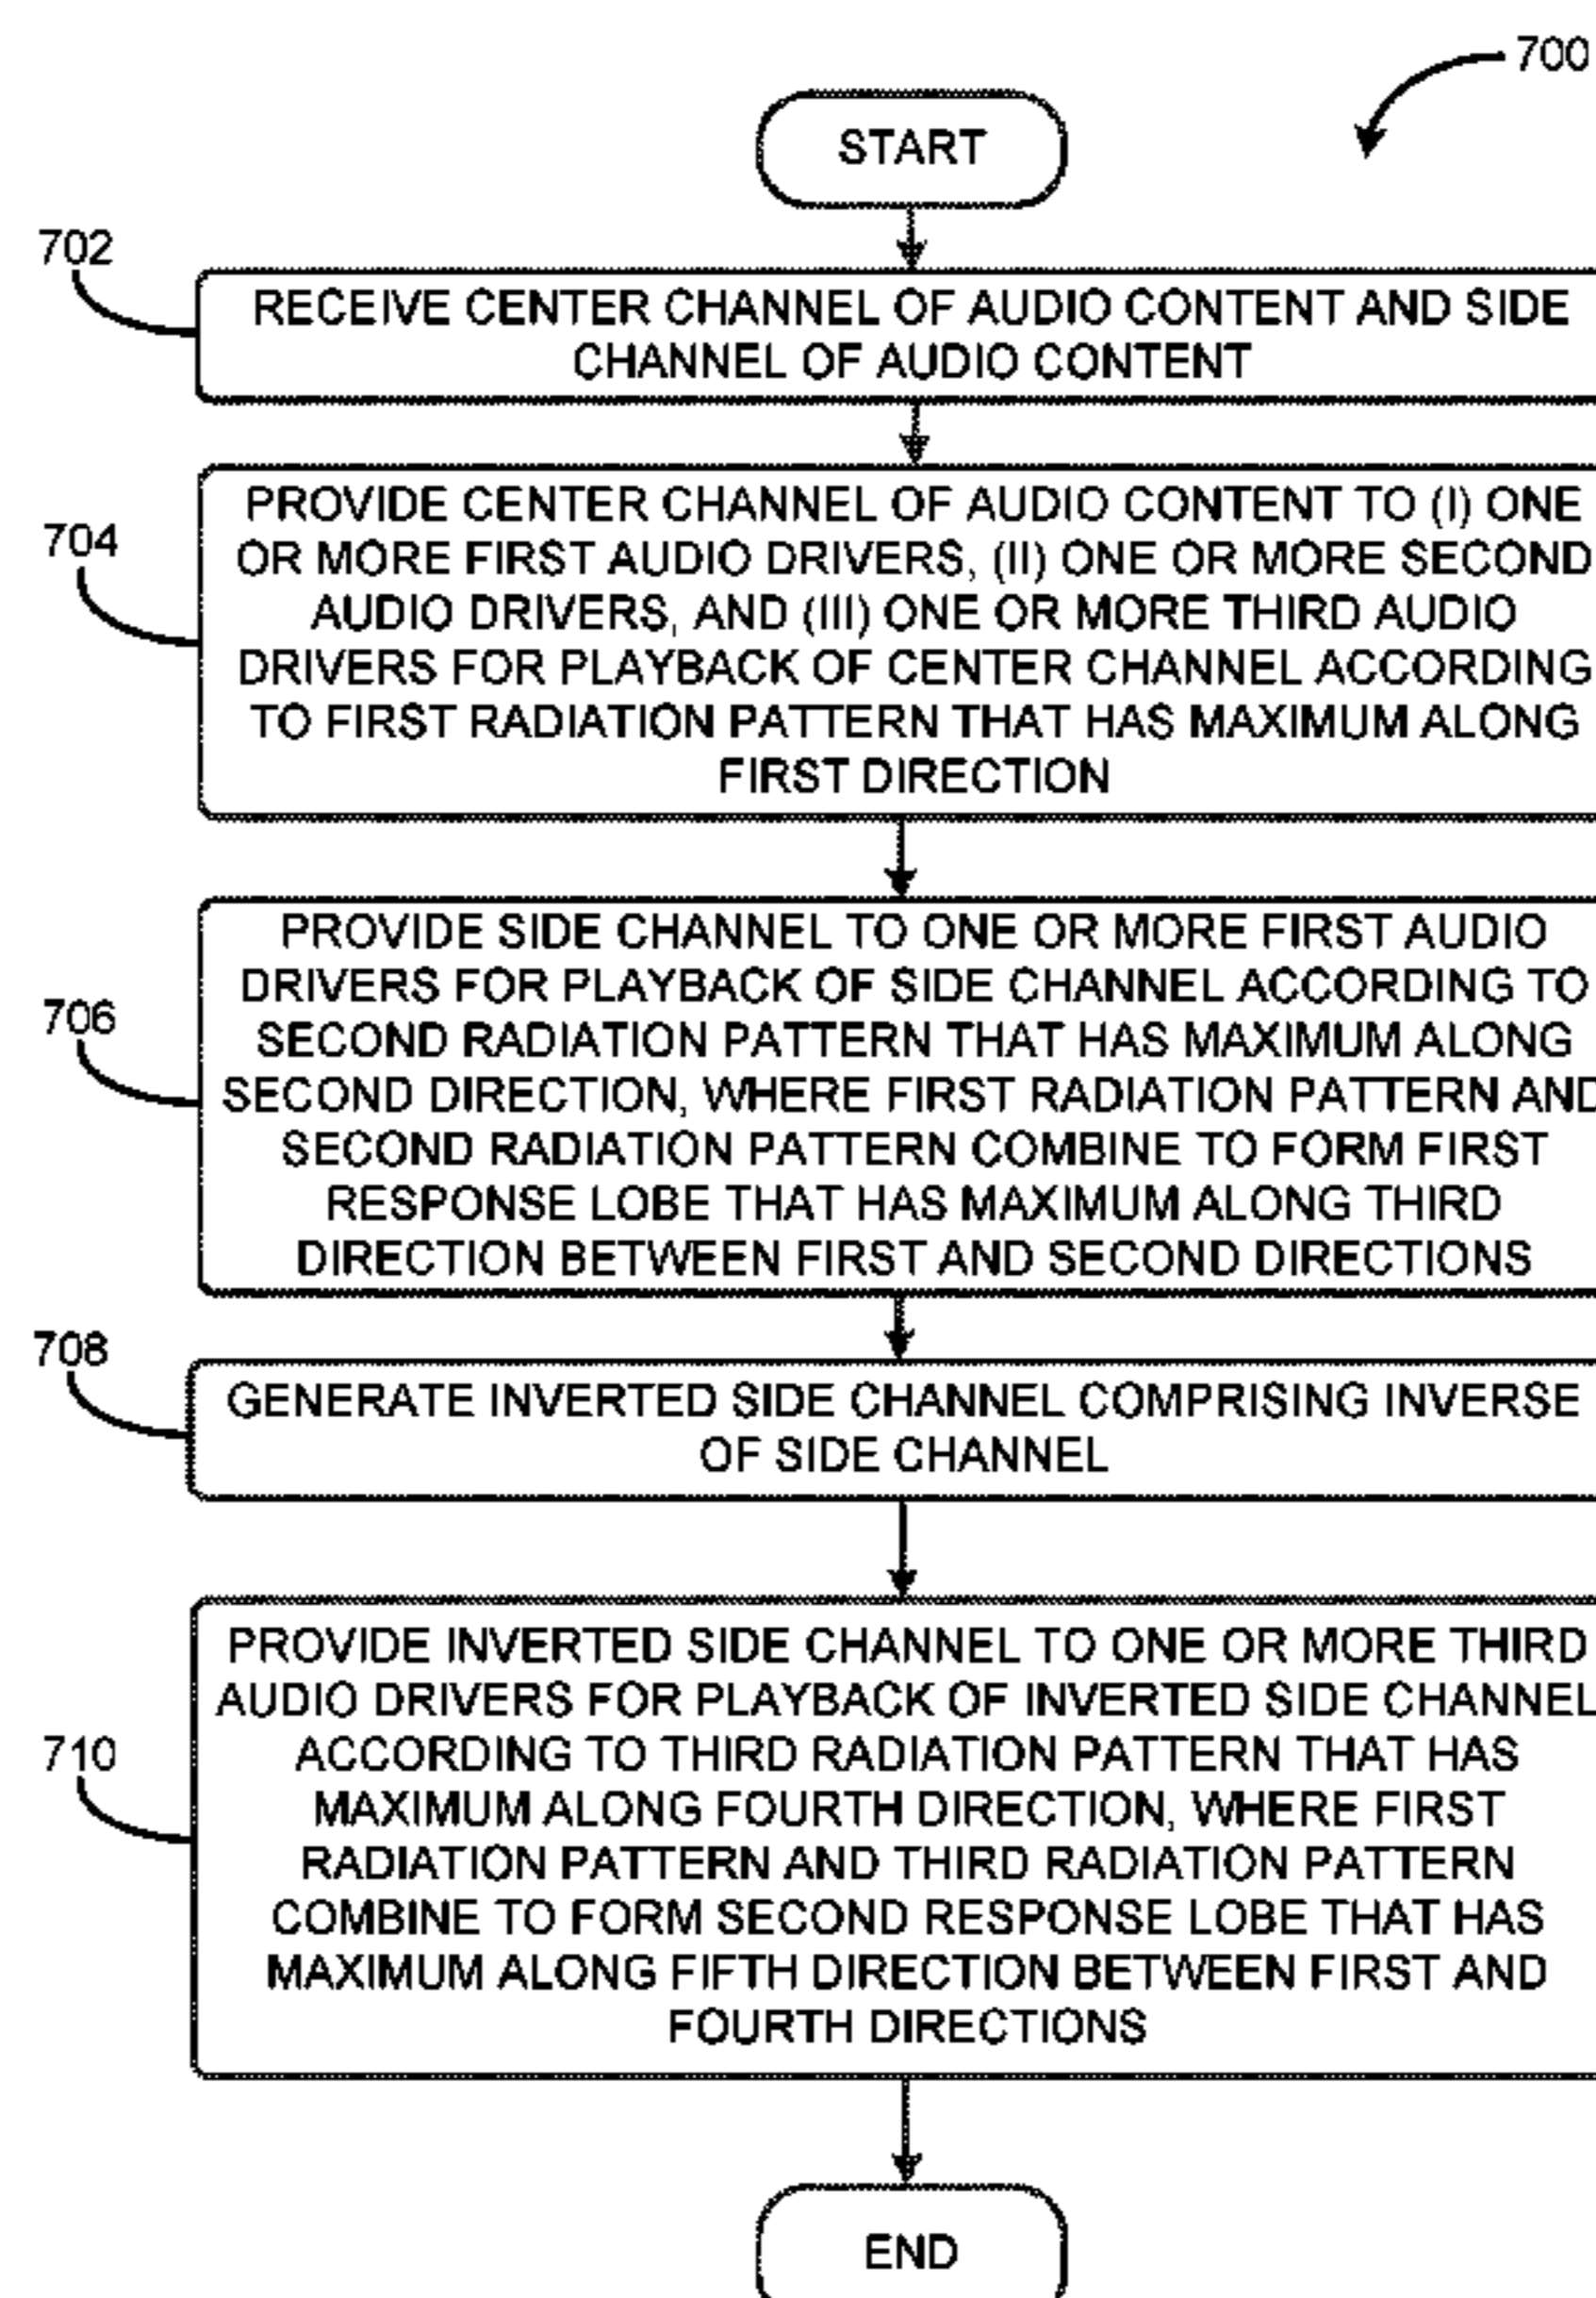 700
START
702
RECEIVE CENTER CHANNEL OF AUDIO CONTENT AND SIDE
CHANNEL OF AUDIO CONTENT
704
PROVIDE CENTER CHANNEL OF AUDIO CONTENT TO (I) ONE
OR MORE FIRST AUDIO DRIVERS, (II) ONE OR MORE SECOND
AUDIO DRIVERS, AND (III) ONE OR MORE THIRD AUDIO
DRIVERS FOR PLAYBACK OF CENTER CHANNEL ACCORDING
TO FIRST RADIATION PATTERN THAT HAS MAXIMUM ALONG
FIRST DIRECTION
706
PROVIDE SIDE CHANNEL TO ONE OR MORE FIRST AUDIO
DRIVERS FOR PLAYBACK OF SIDE CHANNEL ACCORDING TO
SECOND RADIATION PATTERN THAT HAS MAXIMUM ALONG
SECOND DIRECTION, WHERE FIRST RADIATION PATTERN AND
SECOND RADIATION PATTERN COMBINE TO FORM FIRST
RESPONSE LOBE THAT HAS MAXIMUM ALONG THIRD
DIRECTION BETWEEN FIRST AND SECOND DIRECTIONS
708
GENERATE INVERTED SIDE CHANNEL COMPRISING INVERSE
OF SIDE CHANNEL
710
PROVIDE INVERTED SIDE CHANNEL TO ONE OR MORE THIRD
AUDIO DRIVERS FOR PLAYBACK OF INVERTED SIDE CHANNEL
ACCORDING TO THIRD RADIATION PATTERN THAT HAS
MAXIMUM ALONG FOURTH DIRECTION, WHERE FIRST
RADIATION PATTERN AND THIRD RADIATION PATTERN
COMBINE TO FORM SECOND RESPONSE LOBE THAT HAS
MAXIMUM ALONG FIFTH DIRECTION BETWEEN FIRST AND
FOURTH DIRECTIONS
END